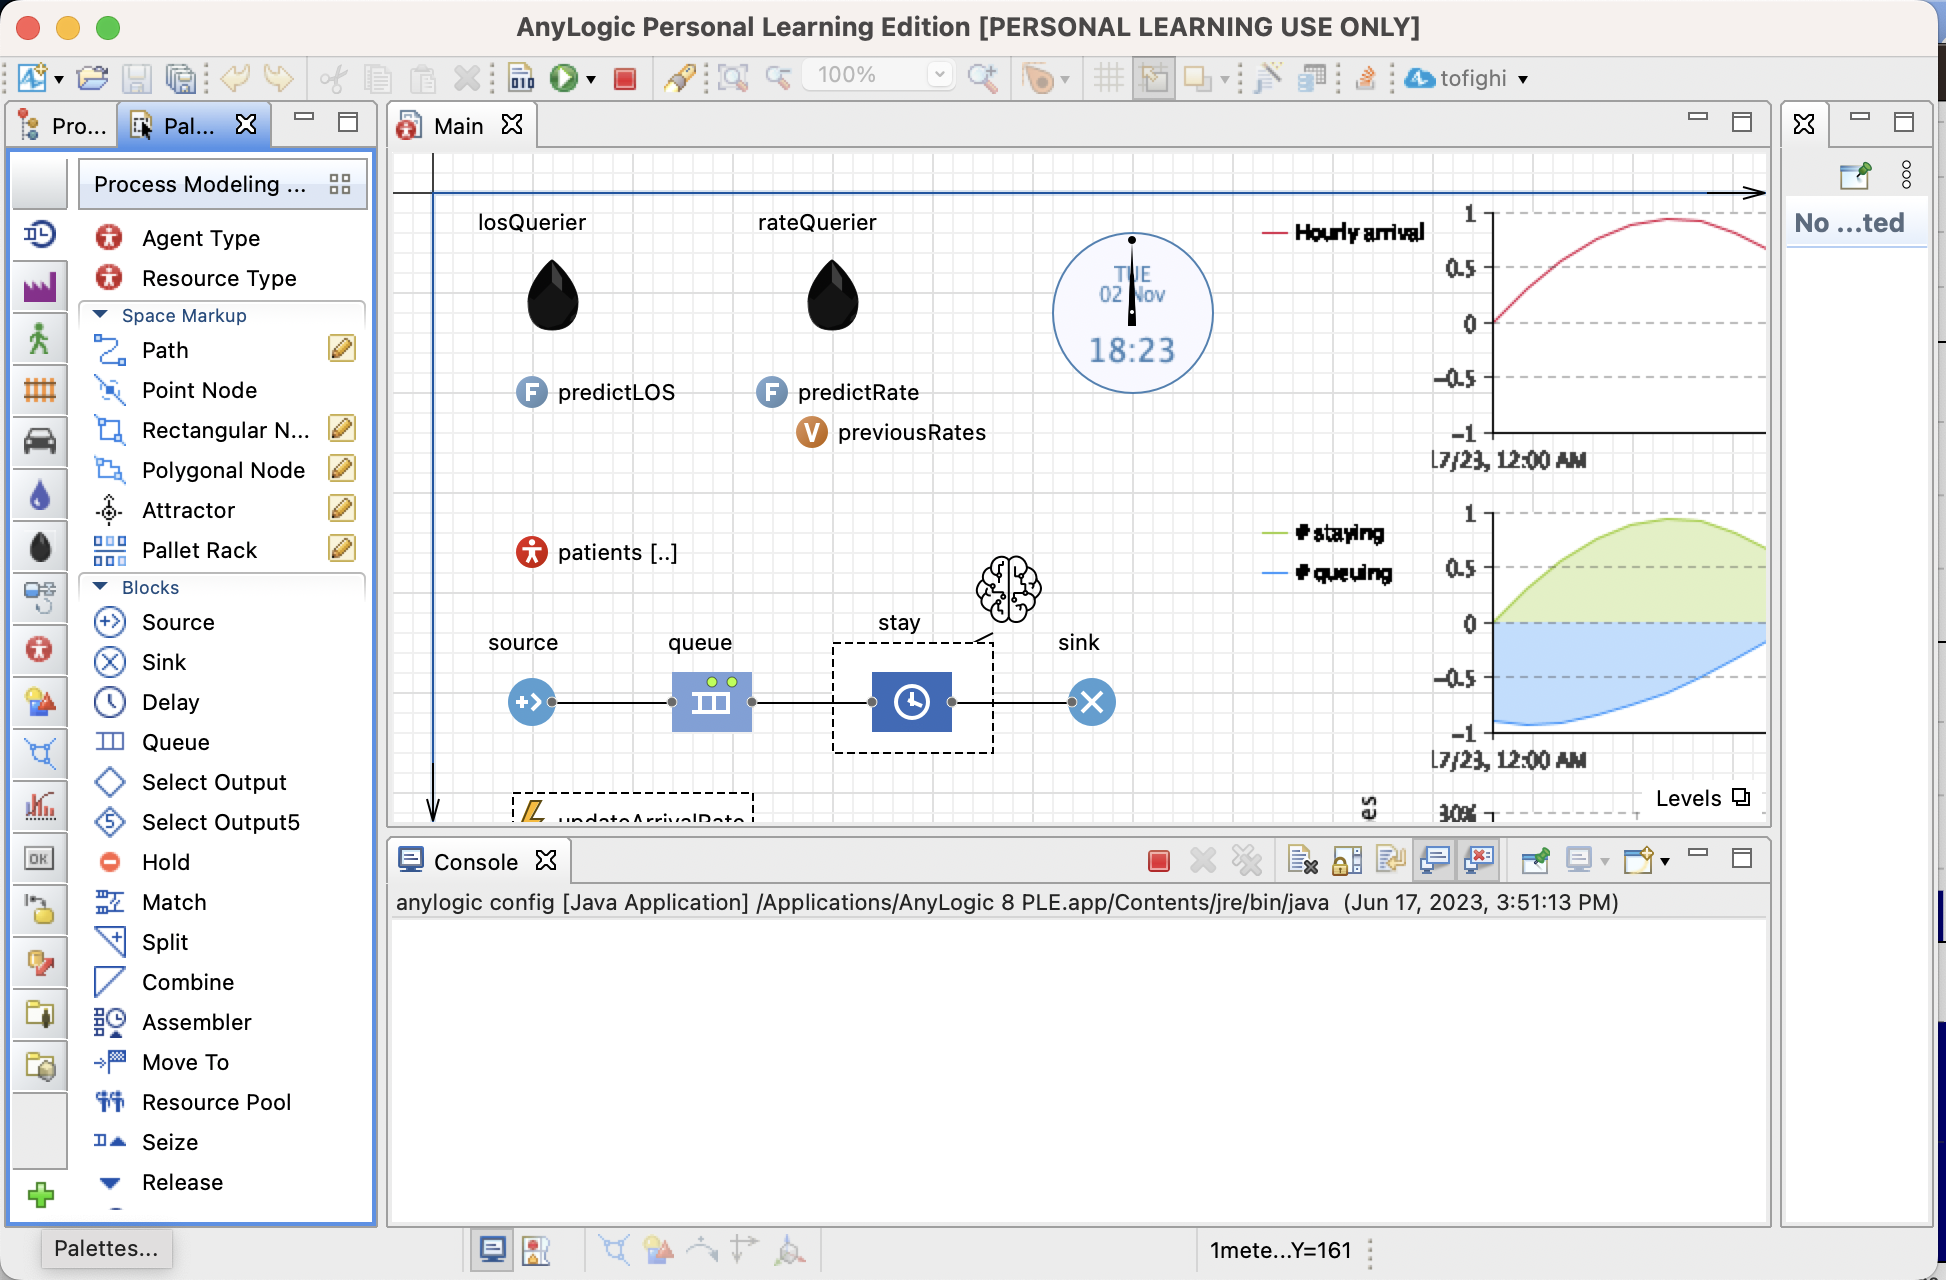 AnyLogic Personal Learning Edition [PERSONAL LEARNING USE ONLY]
010
100%
tofighi
Pro...
Pal...
Main
Process Modeling ...
Agent Type
Resource Type
Space Markup
Path
Point Node
Rectangular N...
Polygonal Node
Attractor
Pallet Rack
Blocks
Source
Sink
Delay
Queue
Select Output
Select Output5
Hold
Match
Split
Combine
Assembler
Move To
Resource Pool
Seize
Release
OK
Palettes...
losQuerier
rateQuerier
TUE
02 Nov
18:23
F predictLOS
F predictRate
V previousRates
patients [..]
source
queue
stay
sink
updateArrivalRate
Hourly arrival
1
0.5
0
-0.5
-1
17/23, 12:00 AM
# staying
# queuing
1
0.5
0
-0.5
-1
17/23, 12:00 AM
Levels
30%
No ...ted
Console
anylogic config [Java Application] /Applications/AnyLogic 8 PLE.app/Contents/jre/bin/java (Jun 17, 2023, 3:51:13 PM)
1mete...Y=161